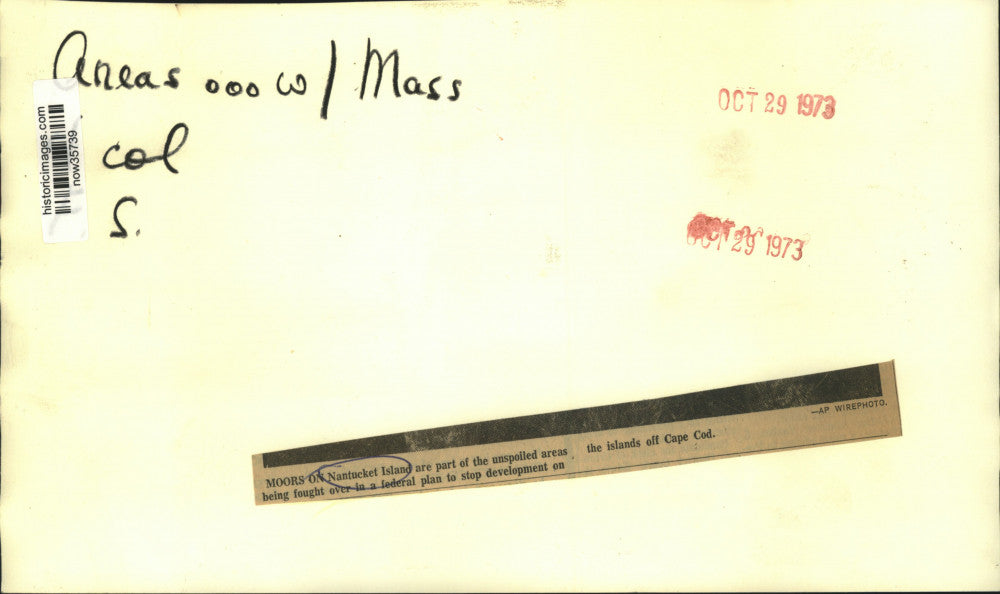 Areas ooo w/ Mass
col
S.
historicimages.com
now35739
OCT 29 1973
OCT 29 1973
—AP WIREPHOTO.
MOORS ON Nantucket Island are part of the unspoiled areas
being fought over in a federal plan to stop development on
the islands off Cape Cod.